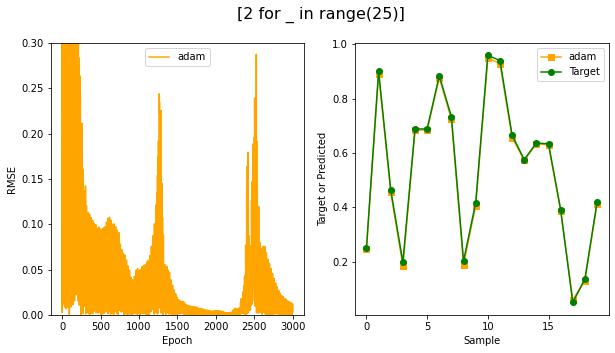 [2 for _ in range(25)]
0.30
0.25
0.20
0.15
0.10
0.05
0.00
RMSE
adam
0 500 1000 1500 2000 2500 3000
Epoch
1.0
0.8
0.6
0.4
0.2
Target or Predicted
adam
Target
0 5 10 15
Sample